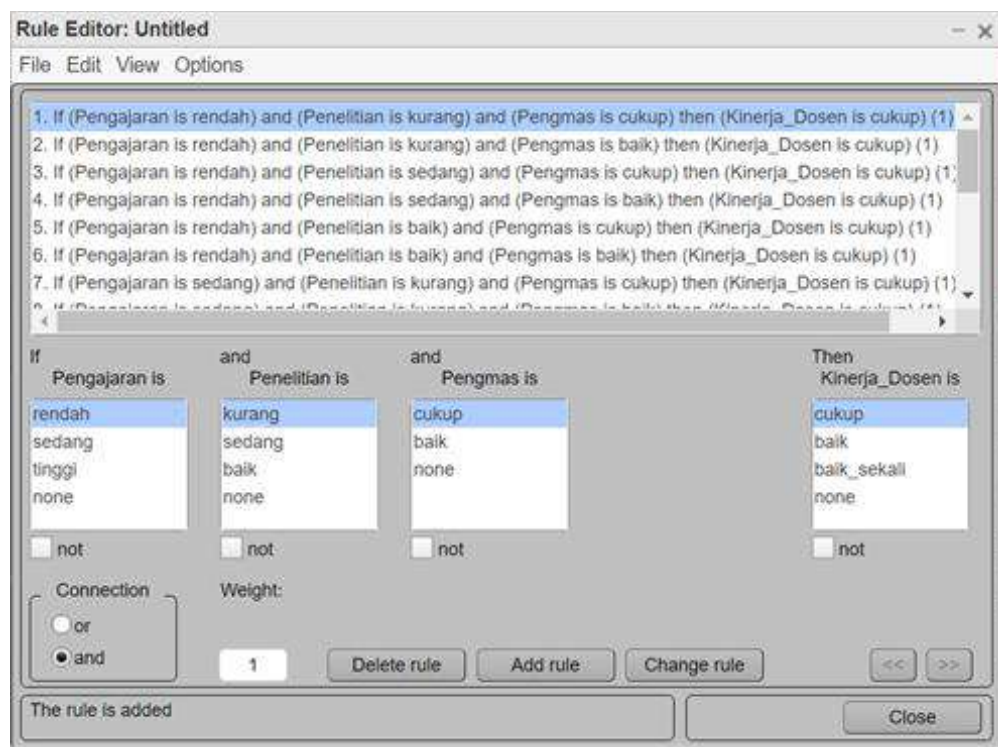 Rule Editor: Untitled
File Edit View Options
1. If (Pengajaran is rendah) and (Penelitian is kurang) and (Pengmas is cukup) then (Kinerja_Dosen is cukup) (1)
2. If (Pengajaran is rendah) and (Penelitian is kurang) and (Pengmas is baik) then (Kinerja_Dosen is cukup) (1)
3. If (Pengajaran is rendah) and (Penelitian is sedang) and (Pengmas is cukup) then (Kinerja_Dosen is cukup) (1)
4. If (Pengajaran is rendah) and (Penelitian is sedang) and (Pengmas is baik) then (Kinerja_Dosen is cukup) (1)
5. If (Pengajaran is rendah) and (Penelitian is baik) and (Pengmas is cukup) then (Kinerja_Dosen is cukup) (1)
6. If (Pengajaran is rendah) and (Penelitian is baik) and (Pengmas is baik) then (Kinerja_Dosen is cukup) (1)
7. If (Pengajaran is sedang) and (Penelitian is kurang) and (Pengmas is cukup) then (Kinerja_Dosen is cukup) (1)
If and and Then
Pengajaran is Penelitian is Pengmas is Kinerja_Dosen is
rendah kurang cukup cukup
sedang sedang baik baik
tinggi baik none baik_sekali
none none none
not not not not
Connection Weight:
or
and 1 Delete rule Add rule Change rule << >>
The rule is added Close